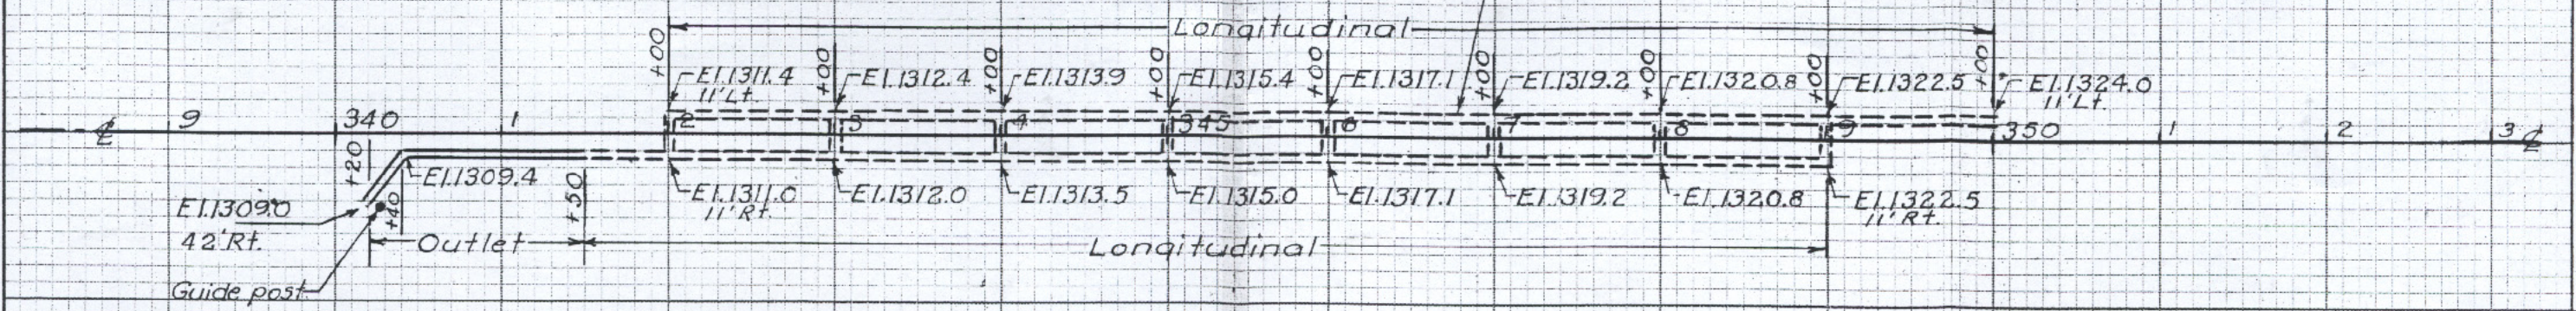 Longitudinal
+00 +00 +00 +00 +00 +00 +00 +00 +00
El.1311.4 El.1312.4 El.1313.9 El.1315.4 El.1317.1 El.1319.2 El.1320.8 El.1322.5 El.1324.0
11'Lt. 11'Lt.
℄ 9 340 1 2 3 4 345 6 7 8 9 350 1 2 3 ℄
+20 El.1309.4
+40 +50
El.1311.0 El.1312.0 El.1313.5 El.1315.0 El.1317.1 El.1319.2 El.1320.8 El.1322.5
11'Rt. 11'Rt.
El.1309.0
42'Rt.
Outlet Longitudinal
Guide post